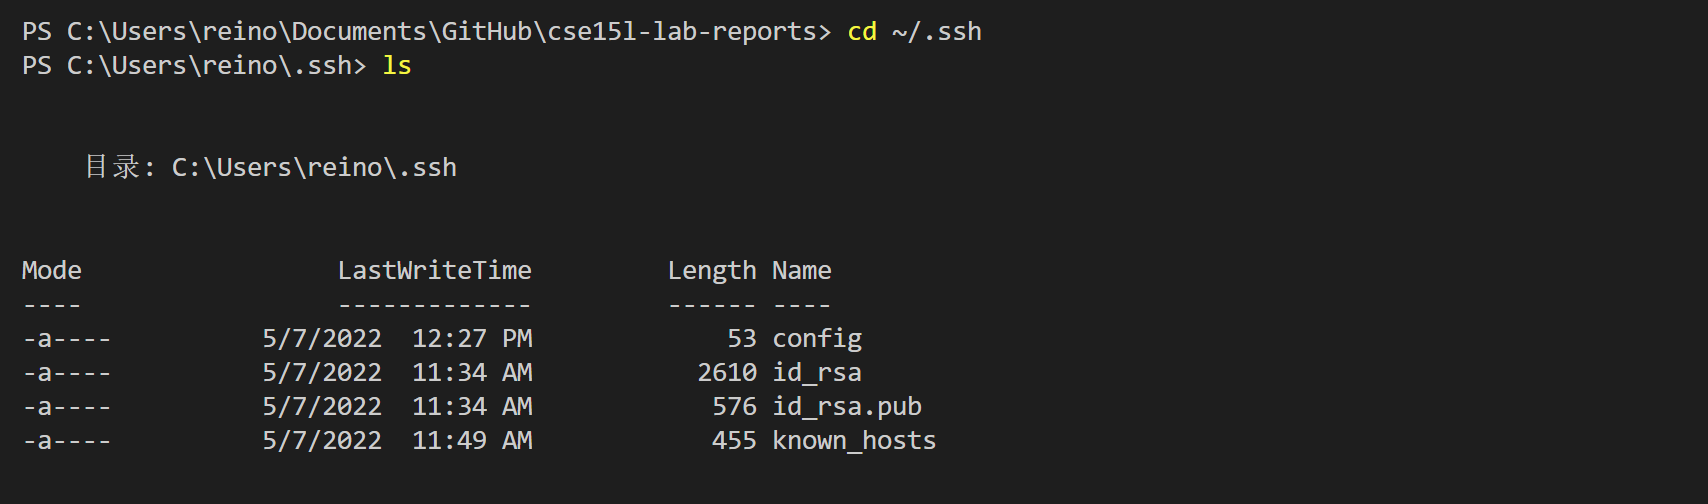 PS C:\Users\reino\Documents\GitHub\cse15l-lab-reports> cd ~/.ssh
PS C:\Users\reino\.ssh> ls
目录: C:\Users\reino\.ssh
Mode                 LastWriteTime         Length Name
----                 -------------         ------ ----
-a----          5/7/2022  12:27 PM             53 config
-a----          5/7/2022  11:34 AM           2610 id_rsa
-a----          5/7/2022  11:34 AM            576 id_rsa.pub
-a----          5/7/2022  11:49 AM            455 known_hosts